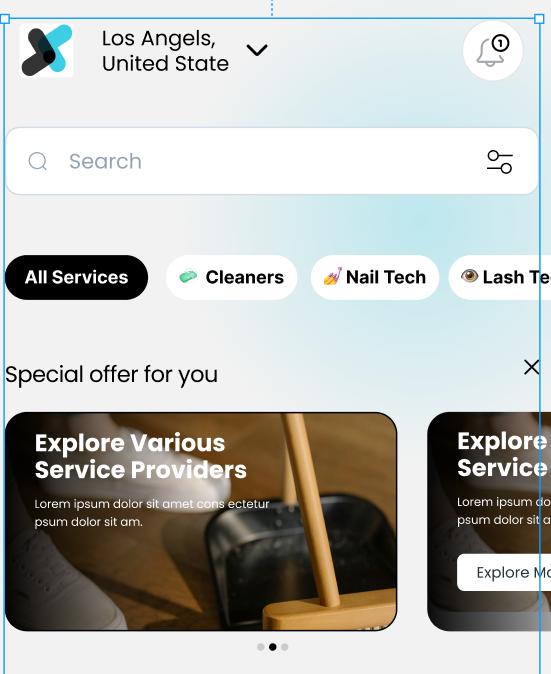 Los Angels,
United State
1
Search
All Services
Cleaners
Nail Tech
Lash Te
Special offer for you
Explore Various
Service Providers
Lorem ipsum dolor sit amet cons ectetur
psum dolor sit am.
Explore
Service
Lorem ipsum do
psum dolor sit a
Explore Mo